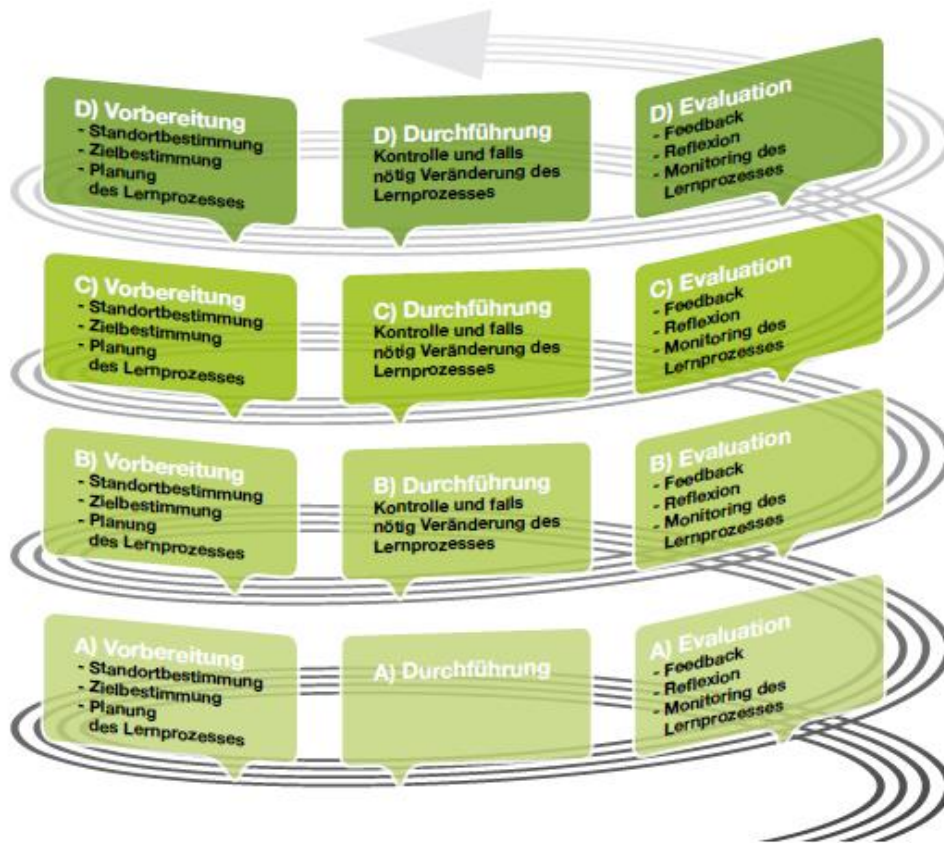 D) Vorbereitung
- Standortbestimmung
- Zielbestimmung
- Planung
des Lernprozesses
D) Durchführung
Kontrolle und falls
nötig Veränderung des
Lernprozesses
D) Evaluation
- Feedback
- Reflexion
- Monitoring des
Lernprozesses
C) Vorbereitung
- Standortbestimmung
- Zielbestimmung
- Planung
des Lernprozesses
C) Durchführung
Kontrolle und falls
nötig Veränderung des
Lernprozesses
C) Evaluation
- Feedback
- Reflexion
- Monitoring des
Lernprozesses
B) Vorbereitung
- Standortbestimmung
- Zielbestimmung
- Planung
des Lernprozesses
B) Durchführung
Kontrolle und falls
nötig Veränderung des
Lernprozesses
B) Evaluation
- Feedback
- Reflexion
- Monitoring des
Lernprozesses
A) Vorbereitung
- Standortbestimmung
- Zielbestimmung
- Planung
des Lernprozesses
A) Durchführung
A) Evaluation
- Feedback
- Reflexion
- Monitoring des
Lernprozesses